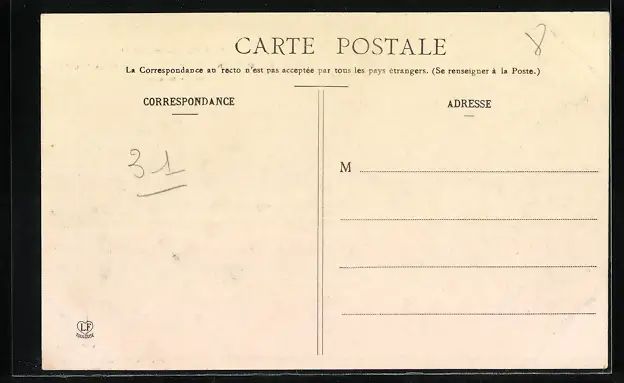 CARTE POSTALE
8
La Correspondance au recto n'est pas acceptée par tous les pays étrangers. (Se renseigner à la Poste.)
CORRESPONDANCE
ADRESSE
31
M
LF
TOULOUSE